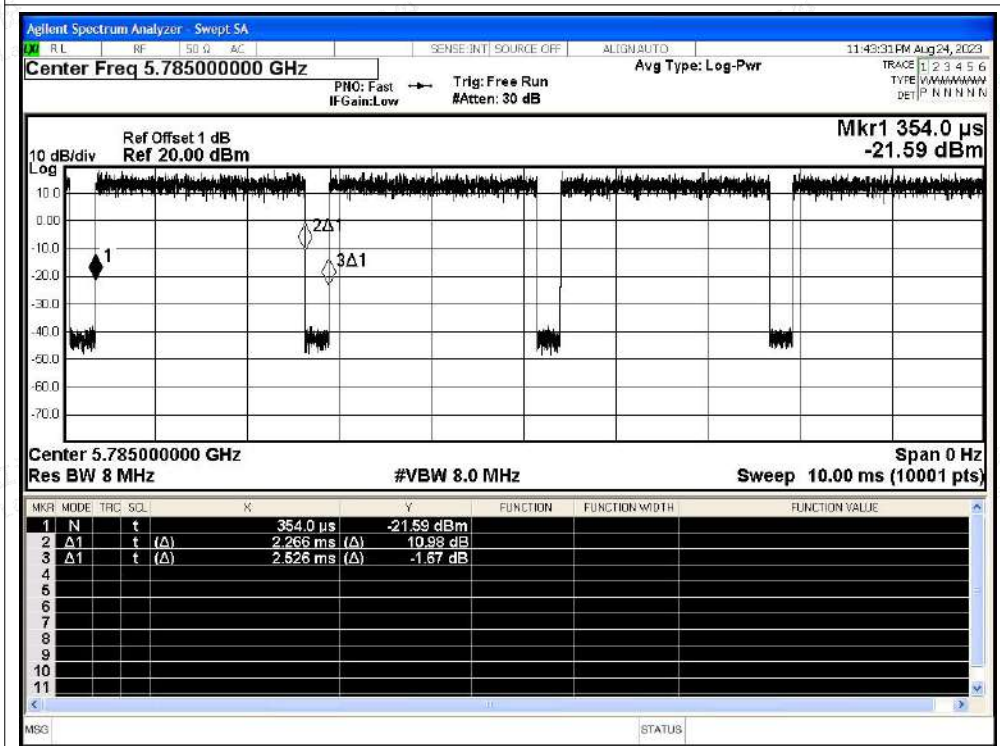 Agilent Spectrum Analyzer - Swept SA
LXI RL RF 50 Ω AC SENSE:INT SOURCE OFF ALIGN AUTO 11:43:31 PM Aug 24, 2023
Center Freq 5.785000000 GHz Avg Type: Log-Pwr TRACE 1 2 3 4 5 6
PNO: Fast Trig: Free Run TYPE
IFGain:Low #Atten: 30 dB DET P N N N N N
Mkr1 354.0 µs
Ref Offset 1 dB
10 dB/div Ref 20.00 dBm -21.59 dBm
Log
10.0
0.00
2Δ1
-10.0
1
3Δ1
-20.0
-30.0
-40.0
-50.0
-60.0
-70.0
Center 5.785000000 GHz Span 0 Hz
Res BW 8 MHz #VBW 8.0 MHz Sweep 10.00 ms (10001 pts)
MKR MODE TRC SCL X Y FUNCTION FUNCTION WIDTH FUNCTION VALUE
1 N t 354.0 µs -21.59 dBm
2 Δ1 t (Δ) 2.266 ms (Δ) 10.98 dB
3 Δ1 t (Δ) 2.526 ms (Δ) -1.67 dB
4
5
6
7
8
9
10
11
MSG STATUS